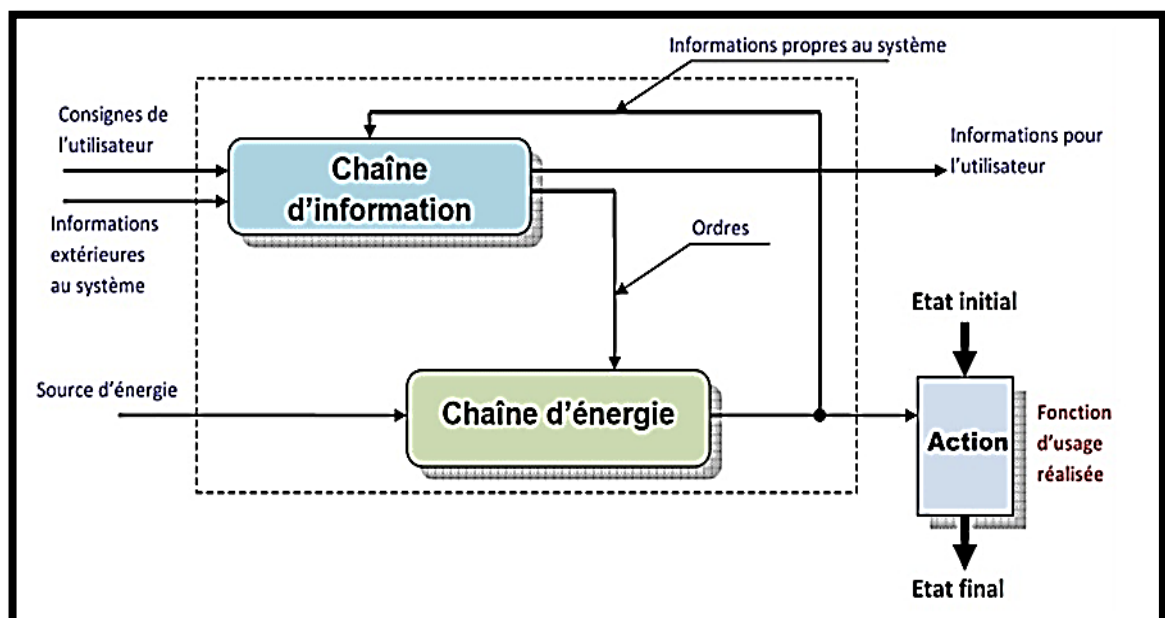 Informations propres au système
Consignes de
l'utilisateur
Informations pour
l'utilisateur
Chaîne
d'information
Informations
extérieures
au système
Ordres
Etat initial
Source d'énergie
Chaîne d'énergie
Action
Fonction
d'usage
réalisée
Etat final